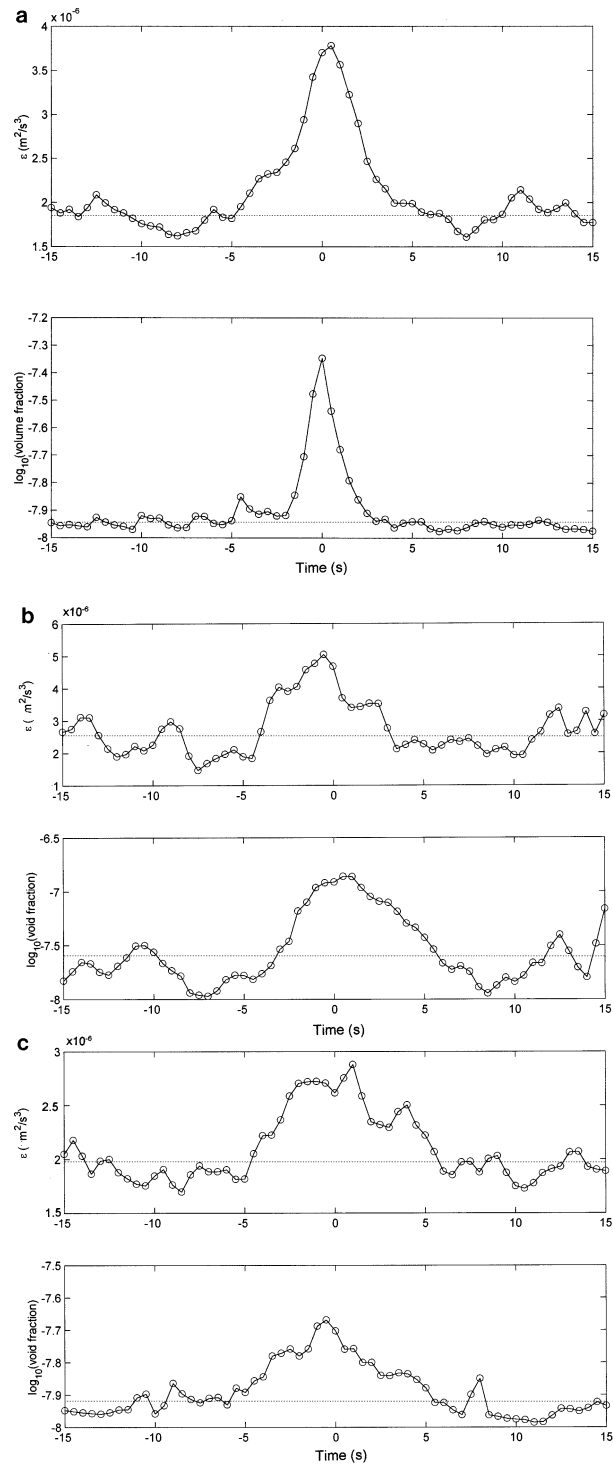 a
x 10⁻⁶
4
3.5
3
2.5
2
1.5
ε (m²/s³)
-15 -10 -5 0 5 10 15
-7.2
-7.3
-7.4
-7.5
-7.6
-7.7
-7.8
-7.9
-8
log₁₀(volume fraction)
-15 -10 -5 0 5 10 15
Time (s)
b
x10⁻⁶
6
5
4
3
2
1
ε ( m²/s³)
-15 -10 -5 0 5 10 15
-6.5
-7
-7.5
-8
log₁₀(void fraction)
-15 -10 -5 0 5 10 15
Time (s)
c
x10⁻⁶
3
2.5
2
1.5
ε (m²/s³)
-15 -10 -5 0 5 10 15
-7.5
-7.6
-7.7
-7.8
-7.9
-8
log₁₀(void fraction)
-15 -10 -5 0 5 10 15
Time (s)